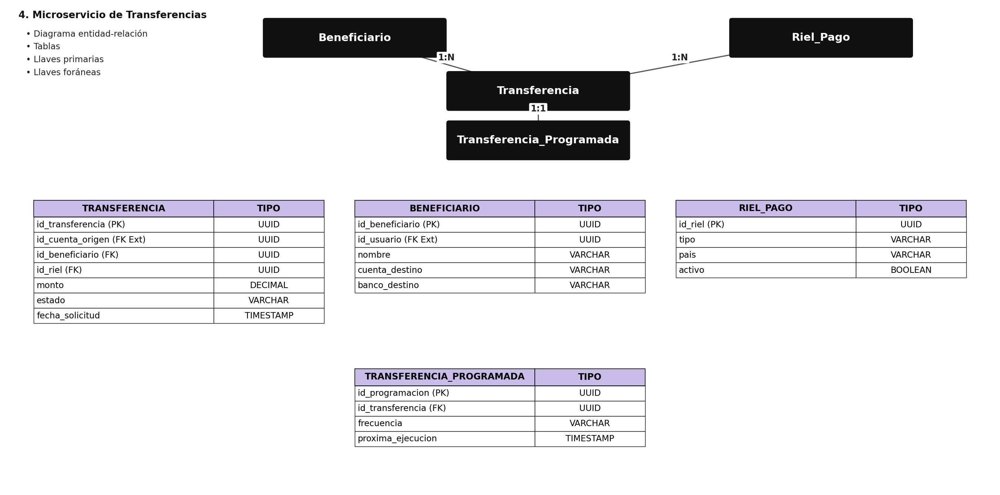 4. Microservicio de Transferencias
• Diagrama entidad-relación
• Tablas
• Llaves primarias
• Llaves foráneas
Beneficiario
Riel_Pago
1:N
1:N
Transferencia
1:1
Transferencia_Programada
TRANSFERENCIA TIPO
id_transferencia (PK) UUID
id_cuenta_origen (FK Ext) UUID
id_beneficiario (FK) UUID
id_riel (FK) UUID
monto DECIMAL
estado VARCHAR
fecha_solicitud TIMESTAMP
BENEFICIARIO TIPO
id_beneficiario (PK) UUID
id_usuario (FK Ext) UUID
nombre VARCHAR
cuenta_destino VARCHAR
banco_destino VARCHAR
RIEL_PAGO TIPO
id_riel (PK) UUID
tipo VARCHAR
pais VARCHAR
activo BOOLEAN
TRANSFERENCIA_PROGRAMADA TIPO
id_programacion (PK) UUID
id_transferencia (FK) UUID
frecuencia VARCHAR
proxima_ejecucion TIMESTAMP